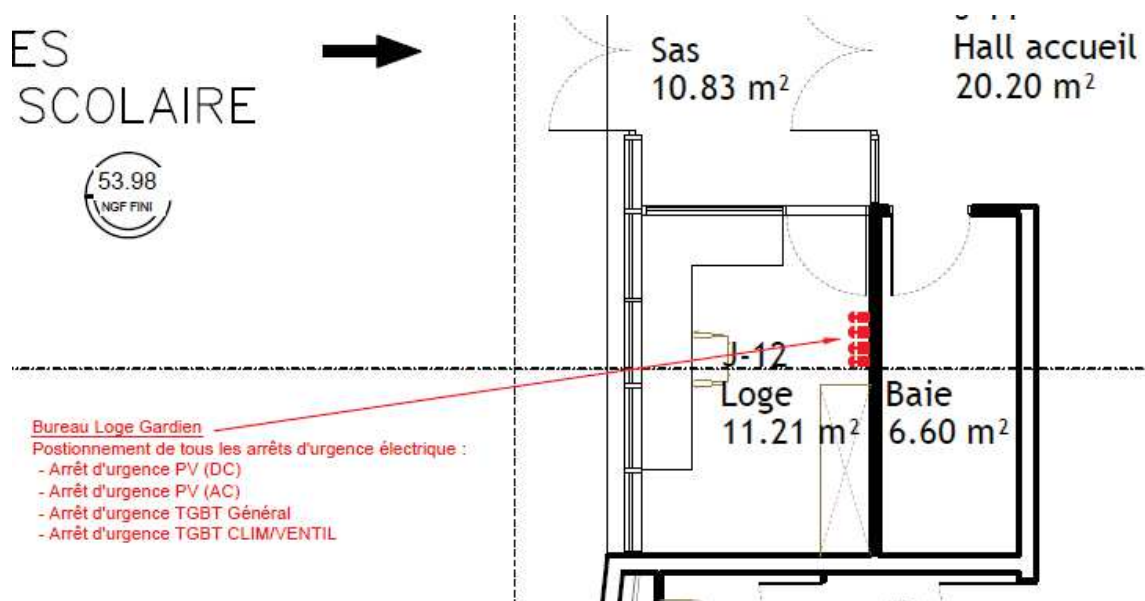 ES
SCOLAIRE
53.98
NGF FINI
Sas
10.83 m²
Hall accueil
20.20 m²
J-12
Loge
11.21 m²
Baie
6.60 m²
Bureau Loge Gardien
Postionnement de tous les arrêts d'urgence électrique :
- Arrêt d'urgence PV (DC)
- Arrêt d'urgence PV (AC)
- Arrêt d'urgence TGBT Général
- Arrêt d'urgence TGBT CLIM/VENTIL